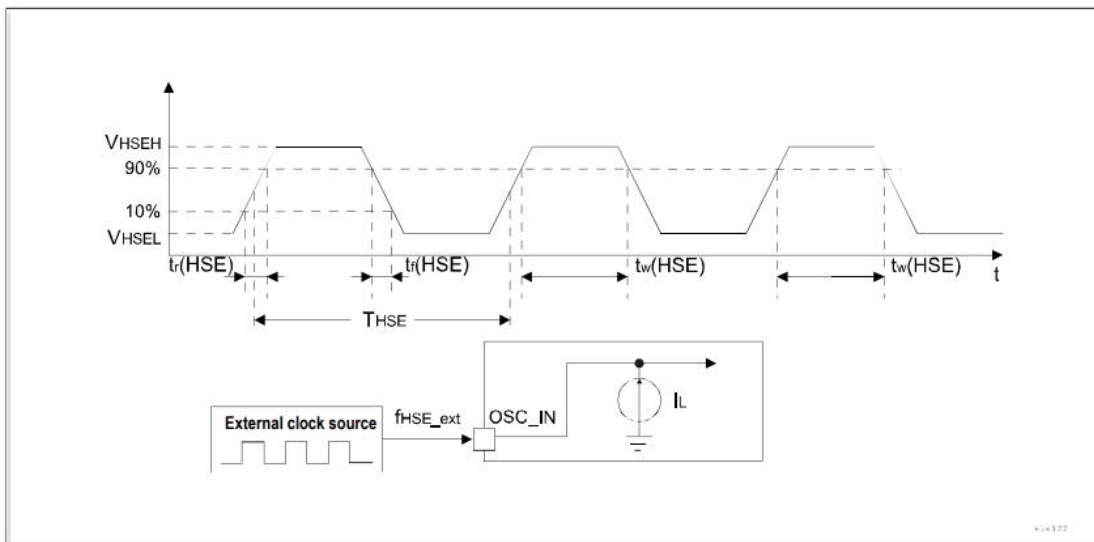 VHSEH
90%
10%
VHSEL
tr(HSE)
tf(HSE)
tw(HSE)
tw(HSE)
t
THSE
External clock source
fHSE_ext
OSC_IN
IL